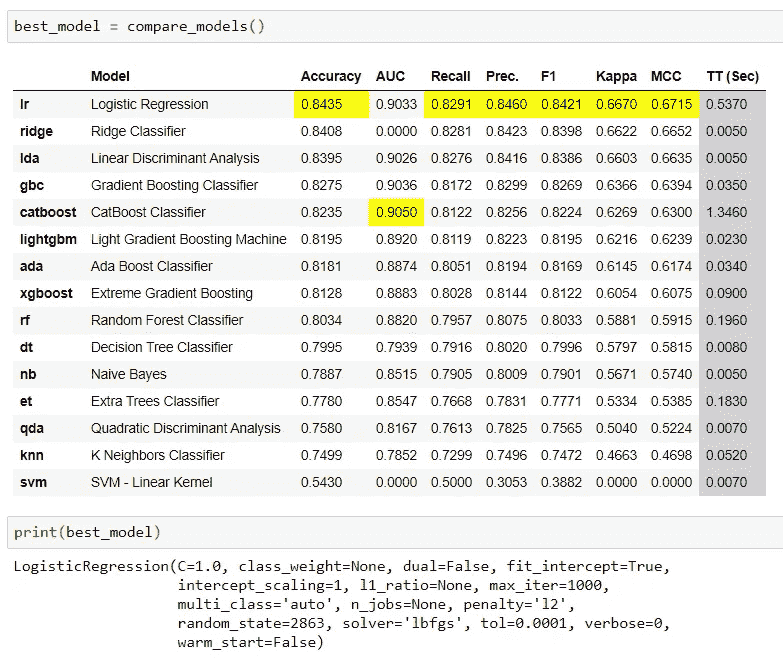 best_model = compare_models()
Model Accuracy AUC Recall Prec. F1 Kappa MCC TT (Sec)
lr Logistic Regression 0.8435 0.9033 0.8291 0.8460 0.8421 0.6670 0.6715 0.5370
ridge Ridge Classifier 0.8408 0.0000 0.8281 0.8423 0.8398 0.6622 0.6652 0.0050
lda Linear Discriminant Analysis 0.8395 0.9026 0.8276 0.8416 0.8386 0.6603 0.6635 0.0050
gbc Gradient Boosting Classifier 0.8275 0.9036 0.8172 0.8299 0.8269 0.6366 0.6394 0.0350
catboost CatBoost Classifier 0.8235 0.9050 0.8122 0.8256 0.8224 0.6269 0.6300 1.3460
lightgbm Light Gradient Boosting Machine 0.8195 0.8920 0.8119 0.8223 0.8195 0.6216 0.6239 0.0230
ada Ada Boost Classifier 0.8181 0.8874 0.8051 0.8194 0.8169 0.6145 0.6174 0.0340
xgboost Extreme Gradient Boosting 0.8128 0.8883 0.8028 0.8144 0.8122 0.6054 0.6075 0.0900
rf Random Forest Classifier 0.8034 0.8820 0.7957 0.8075 0.8033 0.5881 0.5915 0.1960
dt Decision Tree Classifier 0.7995 0.7939 0.7916 0.8020 0.7996 0.5797 0.5815 0.0080
nb Naive Bayes 0.7887 0.8515 0.7905 0.8009 0.7901 0.5671 0.5740 0.0050
et Extra Trees Classifier 0.7780 0.8547 0.7668 0.7831 0.7771 0.5334 0.5385 0.1830
qda Quadratic Discriminant Analysis 0.7580 0.8167 0.7613 0.7825 0.7565 0.5040 0.5224 0.0070
knn K Neighbors Classifier 0.7499 0.7852 0.7299 0.7496 0.7472 0.4663 0.4698 0.0520
svm SVM - Linear Kernel 0.5430 0.0000 0.5000 0.3053 0.3882 0.0000 0.0000 0.0070
print(best_model)
LogisticRegression(C=1.0, class_weight=None, dual=False, fit_intercept=True,
intercept_scaling=1, l1_ratio=None, max_iter=1000,
multi_class='auto', n_jobs=None, penalty='l2',
random_state=2863, solver='lbfgs', tol=0.0001, verbose=0,
warm_start=False)